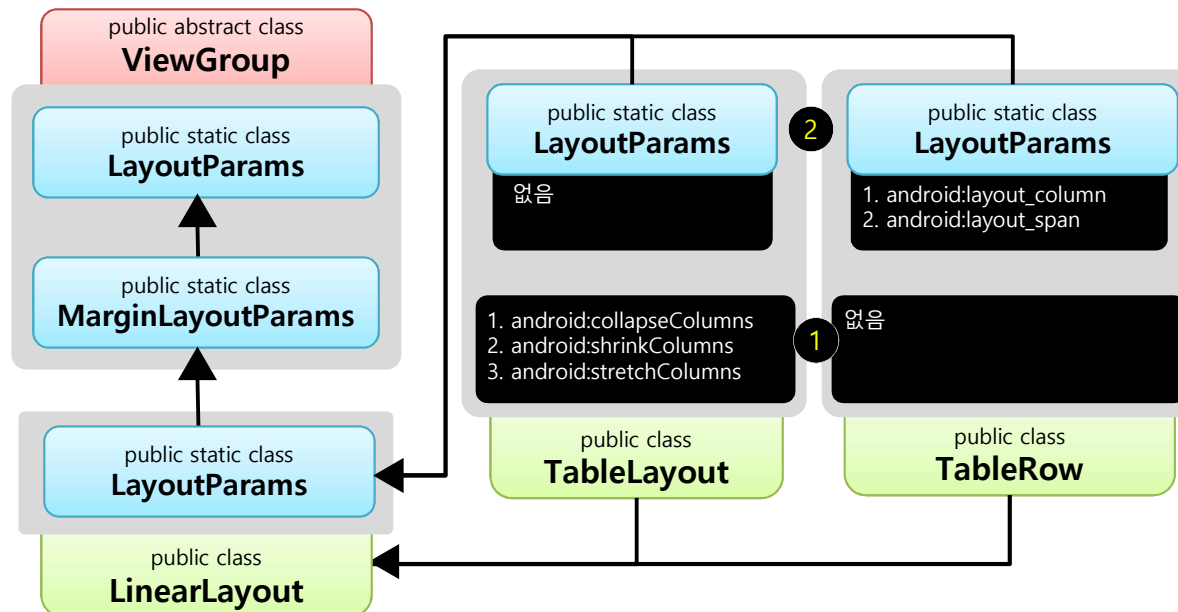 public abstract class
ViewGroup
public static class
LayoutParams
public static class
MarginLayoutParams
public static class
LayoutParams
public class
LinearLayout
public static class
LayoutParams
없음
1. android:collapseColumns
2. android:shrinkColumns
3. android:stretchColumns
public class
TableLayout
2
1
public static class
LayoutParams
1. android:layout_column
2. android:layout_span
없음
public class
TableRow